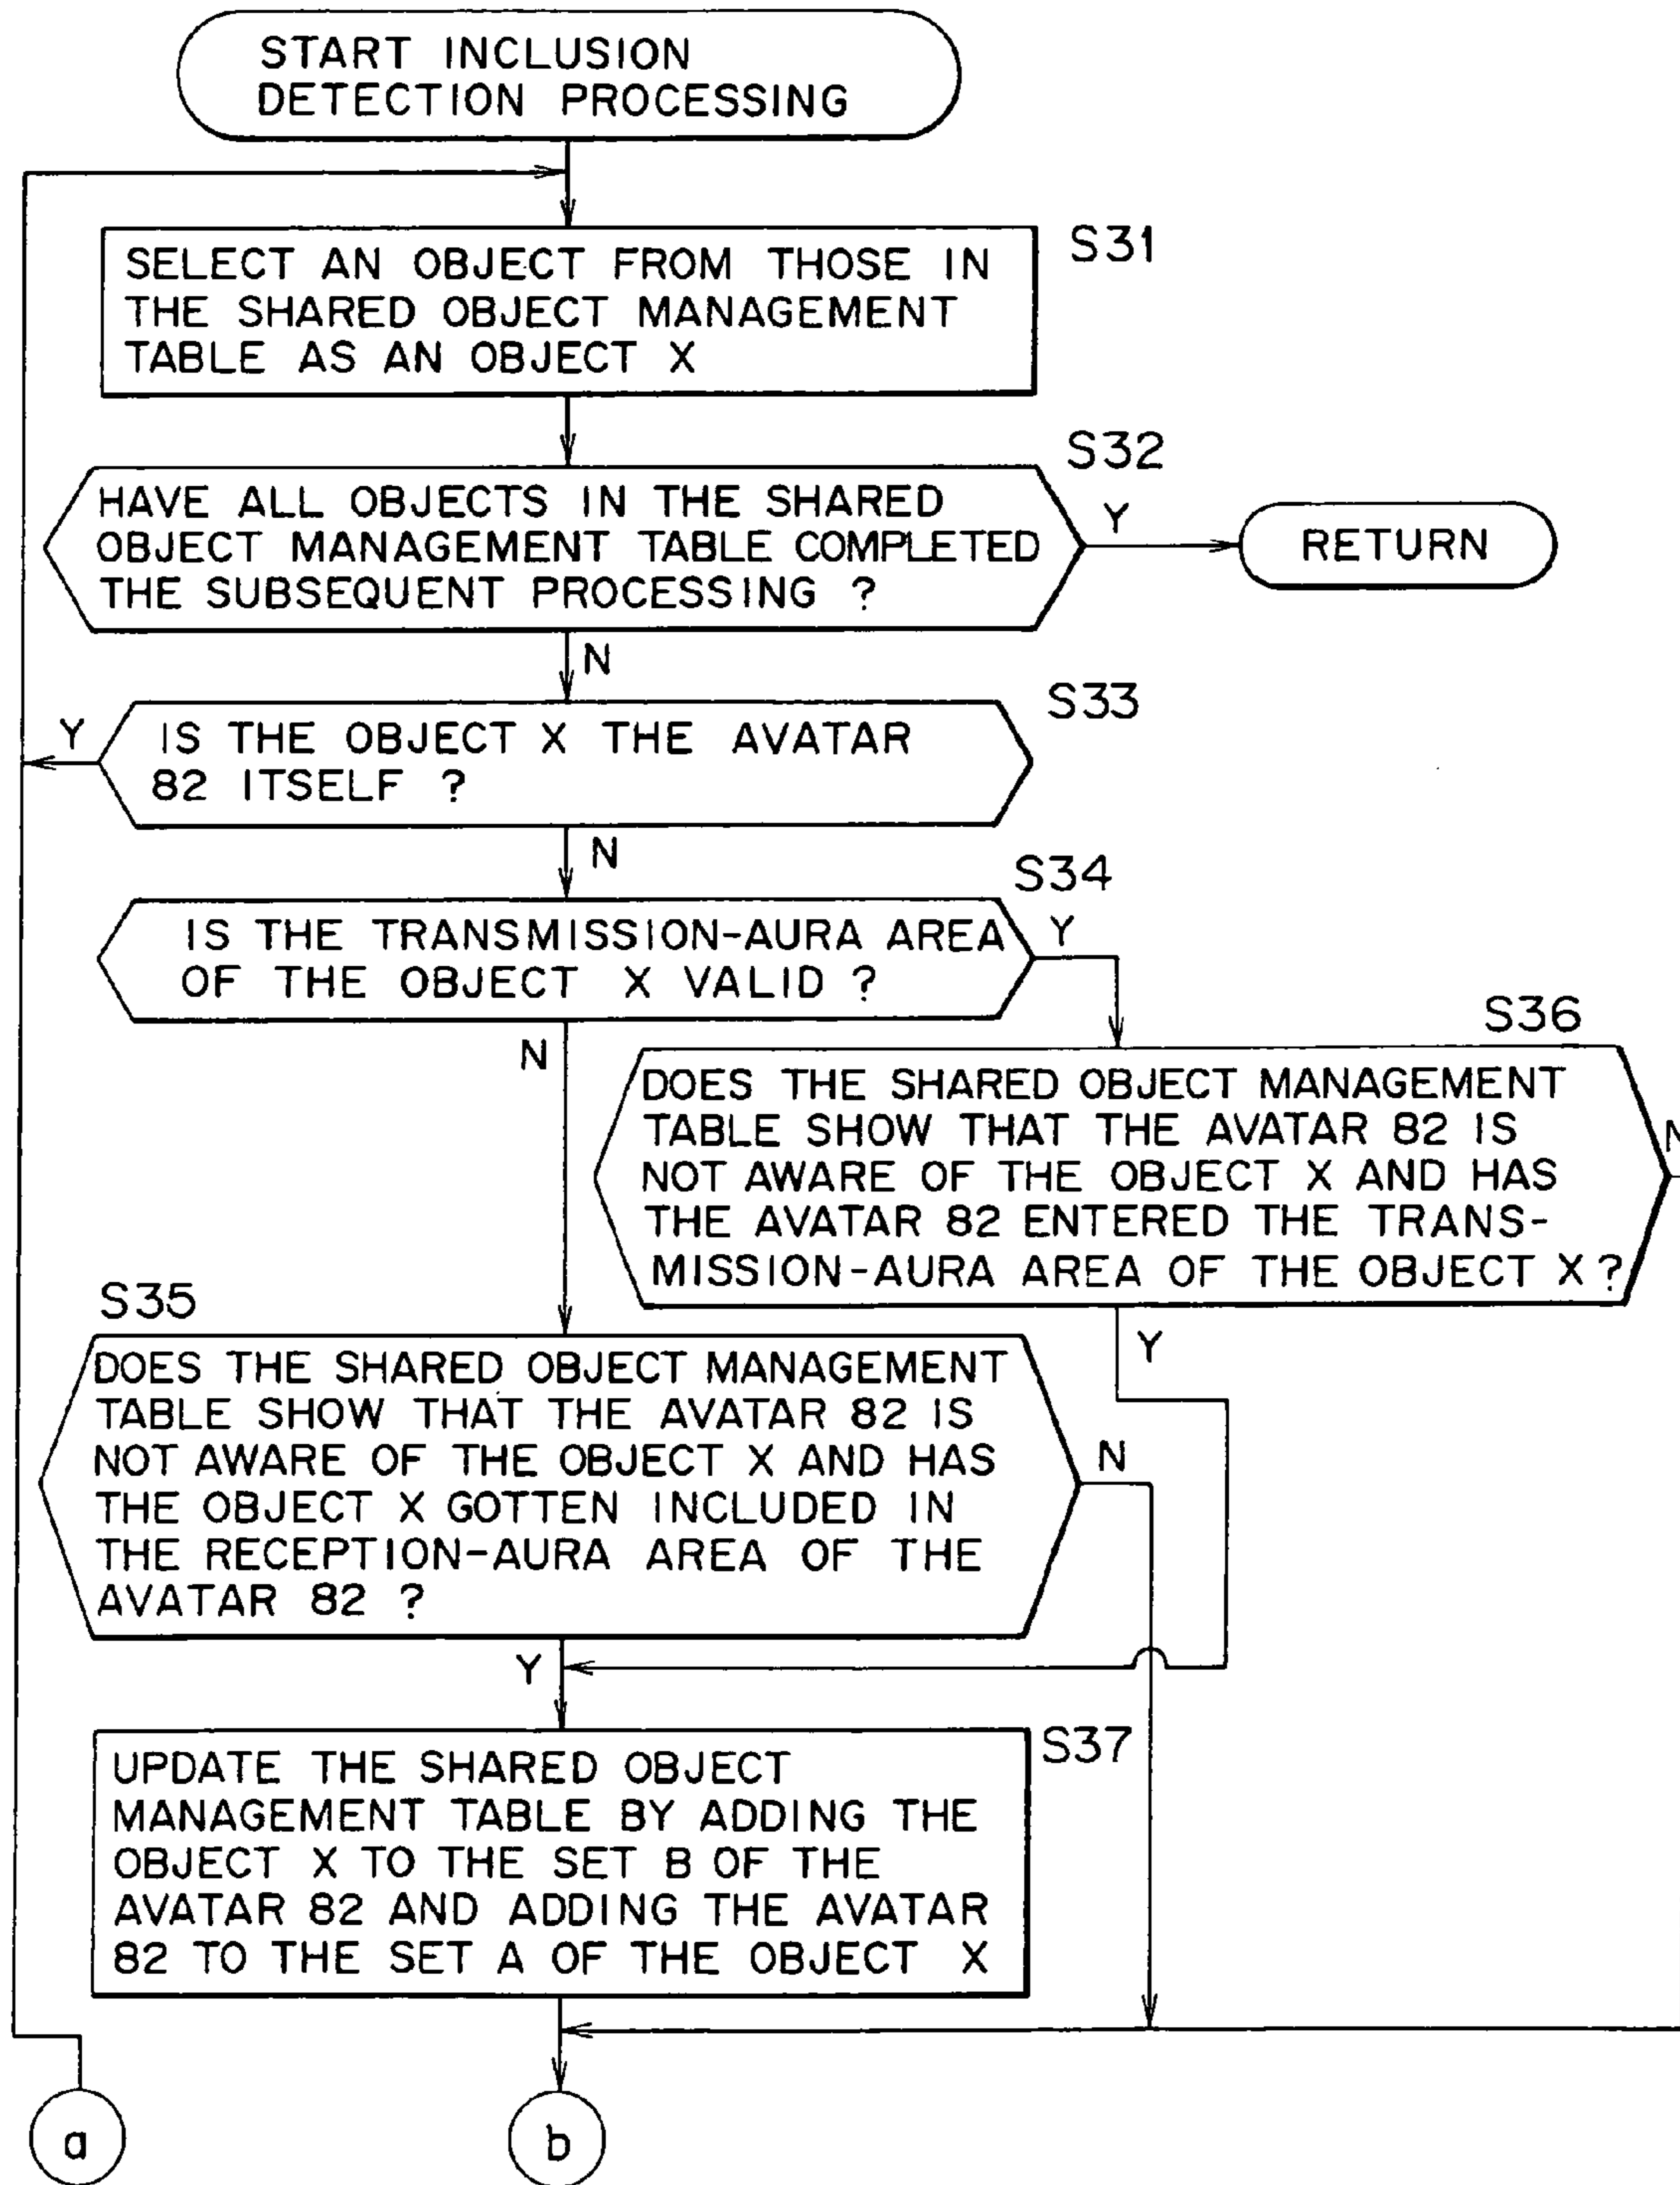 START INCLUSION
DETECTION PROCESSING
S31
SELECT AN OBJECT FROM THOSE IN
THE SHARED OBJECT MANAGEMENT
TABLE AS AN OBJECT X
S32
HAVE ALL OBJECTS IN THE SHARED
OBJECT MANAGEMENT TABLE COMPLETED
THE SUBSEQUENT PROCESSING ?
Y
RETURN
N
S33
Y
IS THE OBJECT X THE AVATAR
82 ITSELF ?
N
S34
IS THE TRANSMISSION-AURA AREA
OF THE OBJECT X VALID ?
Y
N
S36
DOES THE SHARED OBJECT MANAGEMENT
TABLE SHOW THAT THE AVATAR 82 IS
NOT AWARE OF THE OBJECT X AND HAS
THE AVATAR 82 ENTERED THE TRANS-
MISSION-AURA AREA OF THE OBJECT X ?
N
Y
S35
DOES THE SHARED OBJECT MANAGEMENT
TABLE SHOW THAT THE AVATAR 82 IS
NOT AWARE OF THE OBJECT X AND HAS
THE OBJECT X GOTTEN INCLUDED IN
THE RECEPTION-AURA AREA OF THE
AVATAR 82 ?
N
Y
S37
UPDATE THE SHARED OBJECT
MANAGEMENT TABLE BY ADDING THE
OBJECT X TO THE SET B OF THE
AVATAR 82 AND ADDING THE AVATAR
82 TO THE SET A OF THE OBJECT X
a
b